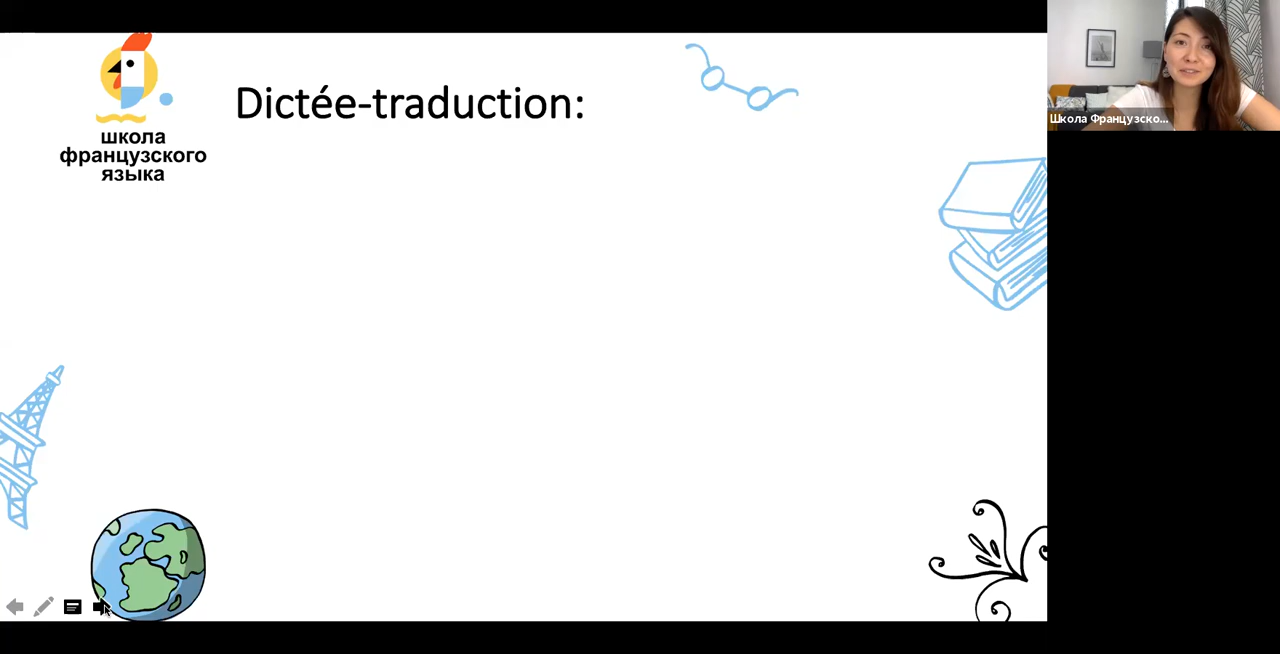 школа
французского
языка
Dictée-traduction:
Школа Французско...